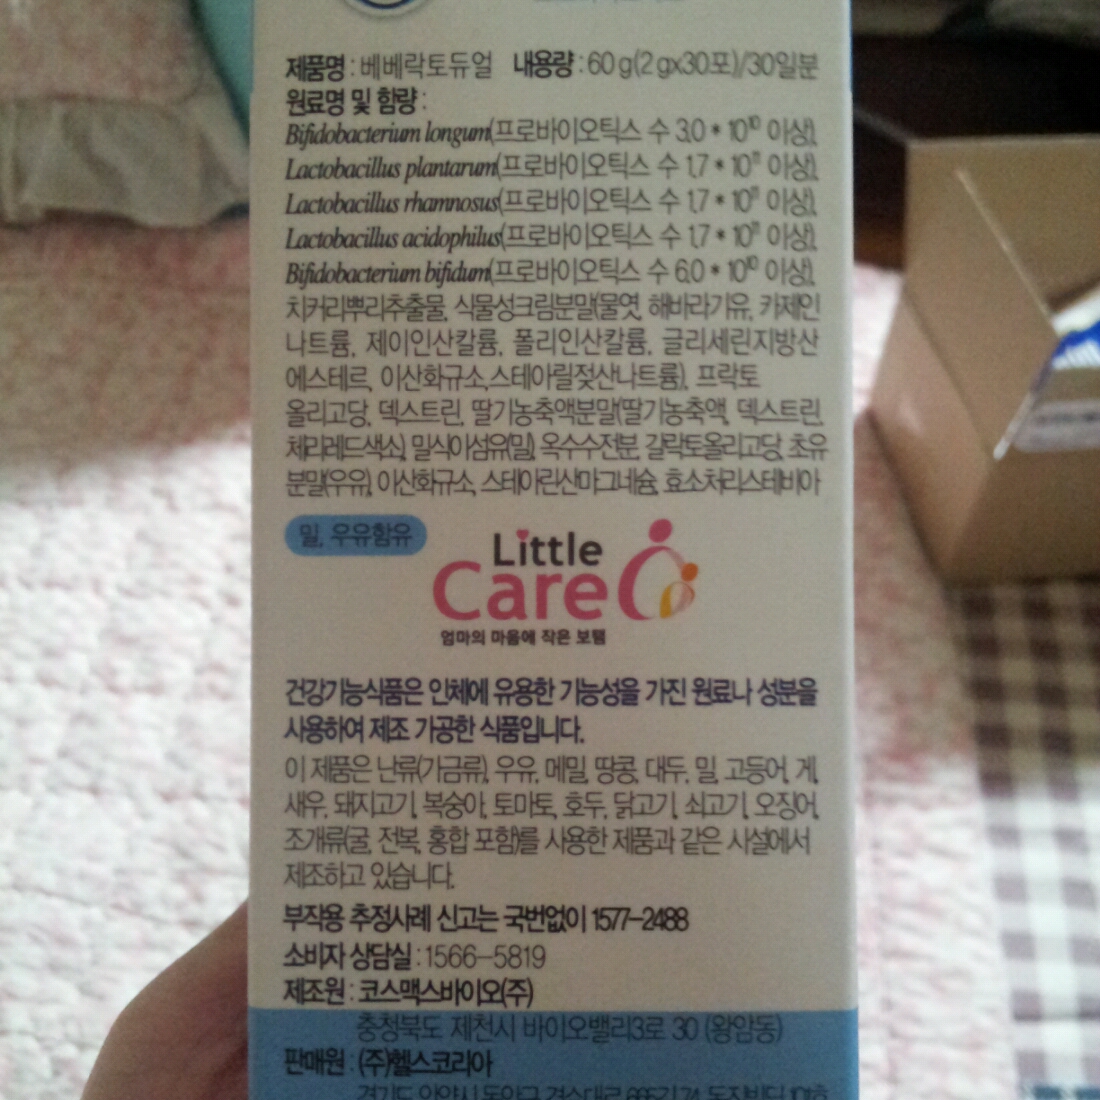 제품명 : 베베락토듀얼 내용량 : 60g(2g×30포)/30일분
원료명 및 함량 :
Bifidobacterium longum(프로바이오틱스 수 3.0 * 10¹⁰ 이상),
Lactobacillus plantarum(프로바이오틱스 수 1.7 * 10¹¹ 이상),
Lactobacillus rhamnosus(프로바이오틱스 수 1.7 * 10¹¹ 이상),
Lactobacillus acidophilus(프로바이오틱스 수 1.7 * 10¹¹ 이상),
Bifidobacterium bifidum(프로바이오틱스 수 6.0 * 10¹⁰ 이상),
치커리뿌리추출물, 식물성크림분말(물엿, 해바라기유, 카제인
나트륨, 제이인산칼륨, 폴리인산칼륨, 글리세린지방산
에스테르, 이산화규소,스테아릴젖산나트륨), 프락토
올리고당, 덱스트린, 딸기농축액분말(딸기농축액, 덱스트린,
체리레드색소), 밀식이섬유(밀), 옥수수전분, 갈락토올리고당, 초유
분말(우유), 이산화규소, 스테아린산마그네슘, 효소처리스테비아
밀, 우유함유
Little
Care
엄마의 마음에 작은 보탬
건강기능식품은 인체에 유용한 기능성을 가진 원료나 성분을
사용하여 제조 가공한 식품입니다.
이 제품은 난류(가금류), 우유, 메밀, 땅콩, 대두, 밀, 고등어, 게,
새우, 돼지고기, 복숭아, 토마토, 호두, 닭고기, 쇠고기, 오징어,
조개류(굴, 전복, 홍합 포함)를 사용한 제품과 같은 시설에서
제조하고 있습니다.
부작용 추정사례 신고는 국번없이 1577-2488
소비자 상담실 : 1566-5819
제조원 : 코스맥스바이오(주)
충청북도 제천시 바이오밸리3로 30 (왕암동)
판매원 : (주)헬스코리아